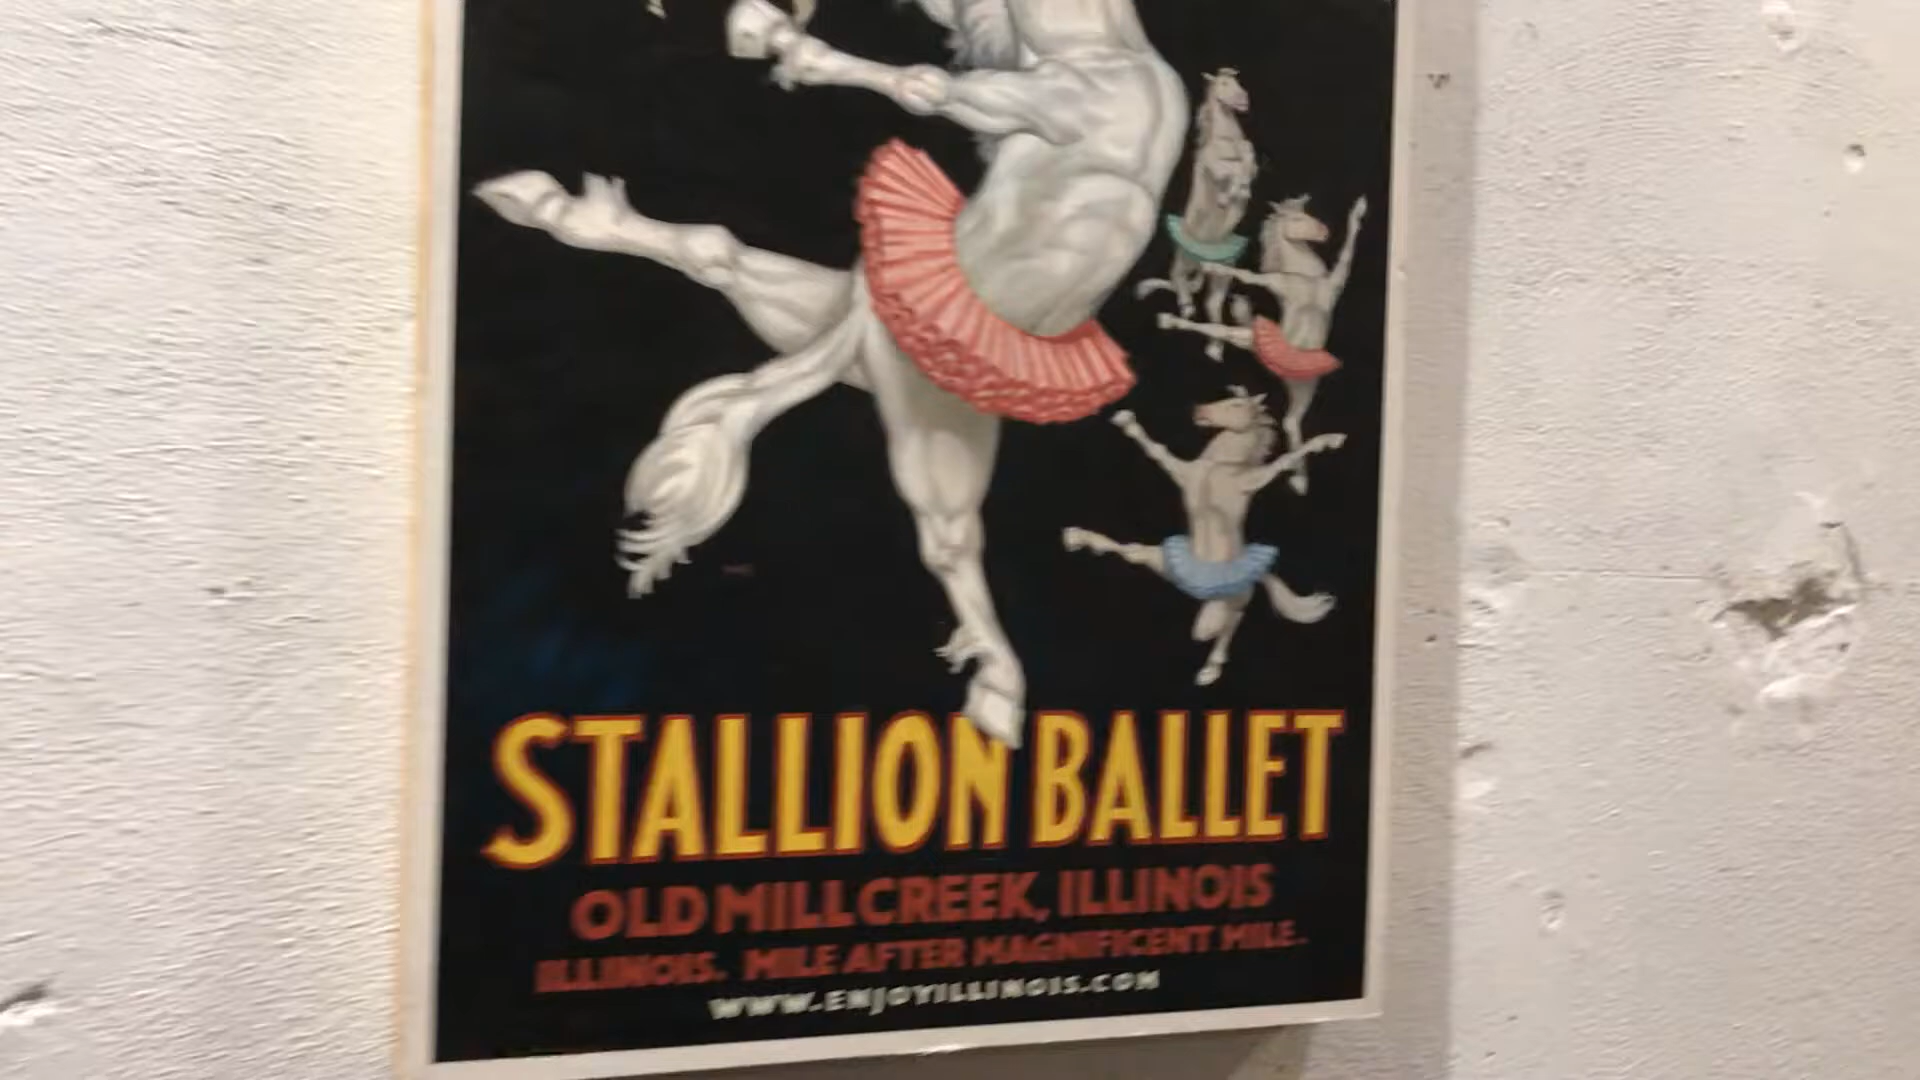 STALLION BALLET
OLD MILL CREEK, ILLINOIS
ILLINOIS. MILE AFTER MAGNIFICENT MILE.
WWW.ENJOYILLINOIS.COM